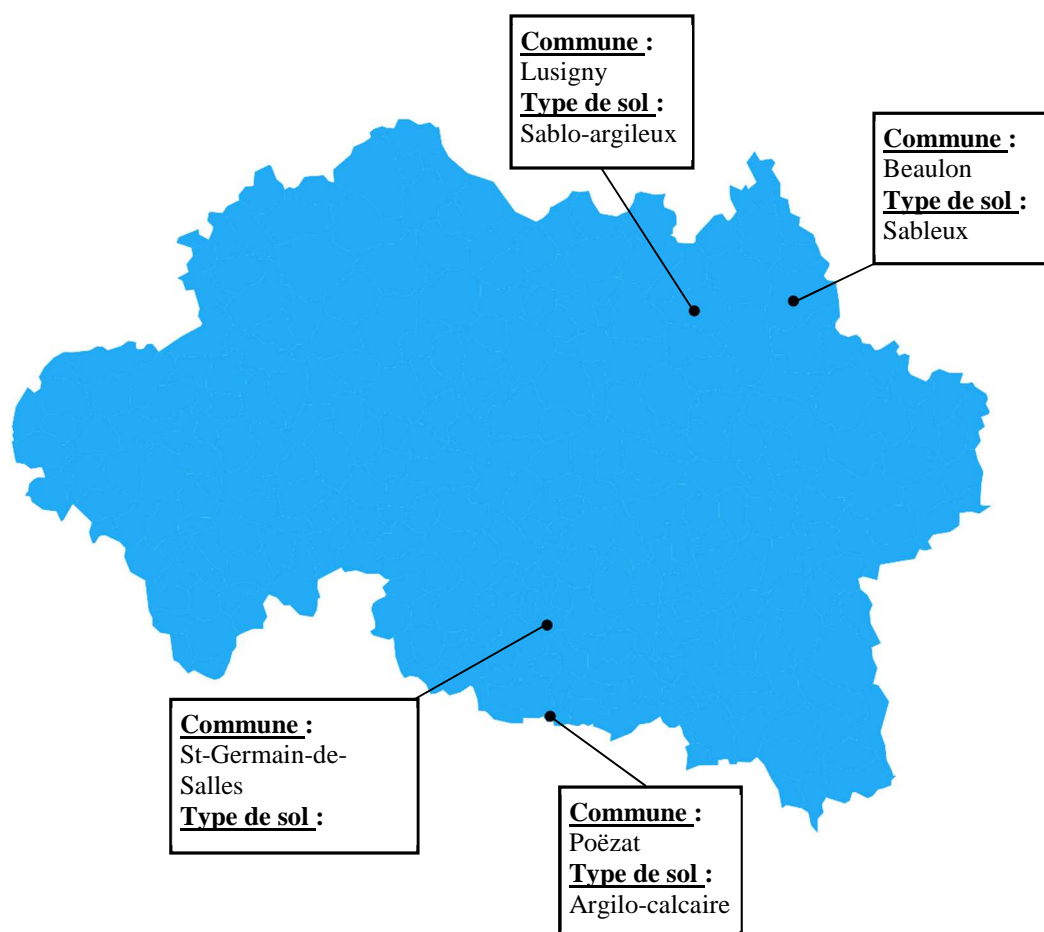 Commune :
Lusigny
Type de sol :
Sablo-argileux
Commune :
Beaulon
Type de sol :
Sableux
Commune :
St-Germain-de-
Salles
Type de sol :
Commune :
Poëzat
Type de sol :
Argilo-calcaire